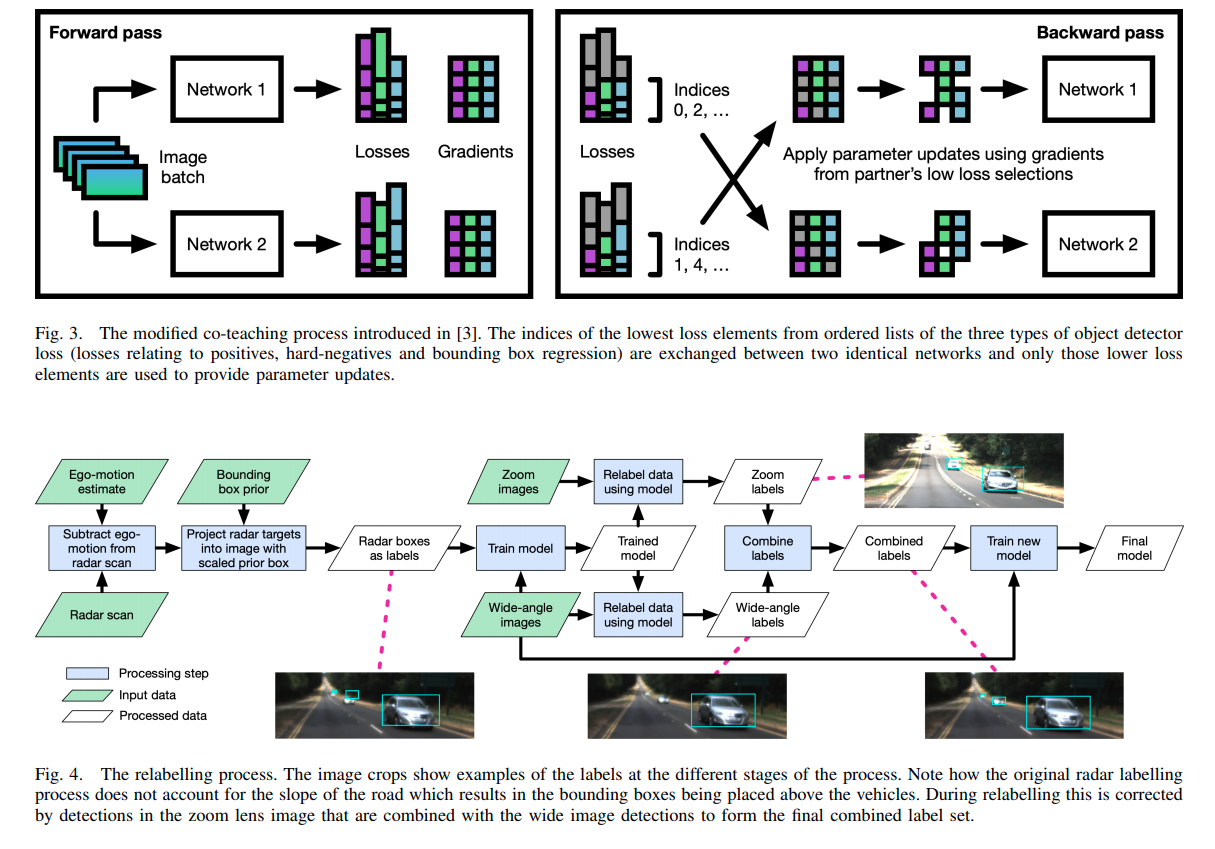 Forward pass
Network 1
Image
batch
Losses
Gradients
Network 2
Backward pass
Losses
Indices
0, 2, ...
Network 1
Apply parameter updates using gradients
from partner's low loss selections
Indices
1, 4, ...
Network 2
Fig. 3. The modified co-teaching process introduced in [3]. The indices of the lowest loss elements from ordered lists of the three types of object detector
loss (losses relating to positives, hard-negatives and bounding box regression) are exchanged between two identical networks and only those lower loss
elements are used to provide parameter updates.
Ego-motion
estimate
Bounding
box prior
Zoom
images
Relabel data
using model
Zoom
labels
Subtract ego-
motion from
radar scan
Project radar targets
into image with
scaled prior box
Radar boxes
as labels
Train model
Trained
model
Combine
labels
Combined
labels
Train new
model
Final
model
Radar scan
Wide-angle
images
Relabel data
using model
Wide-angle
labels
Processing step
Input data
Processed data
Fig. 4. The relabelling process. The image crops show examples of the labels at the different stages of the process. Note how the original radar labelling
process does not account for the slope of the road which results in the bounding boxes being placed above the vehicles. During relabelling this is corrected
by detections in the zoom lens image that are combined with the wide image detections to form the final combined label set.